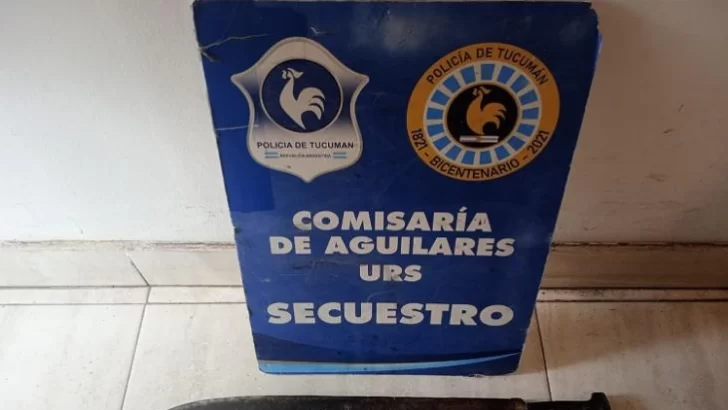 POLICIA DE TUCUMAN
REPUBLICA ARGENTINA
POLICÍA DE TUCUMÁN
1821 - BICENTENARIO - 2021
COMISARÍA
DE AGUILARES
URS
SECUESTRO